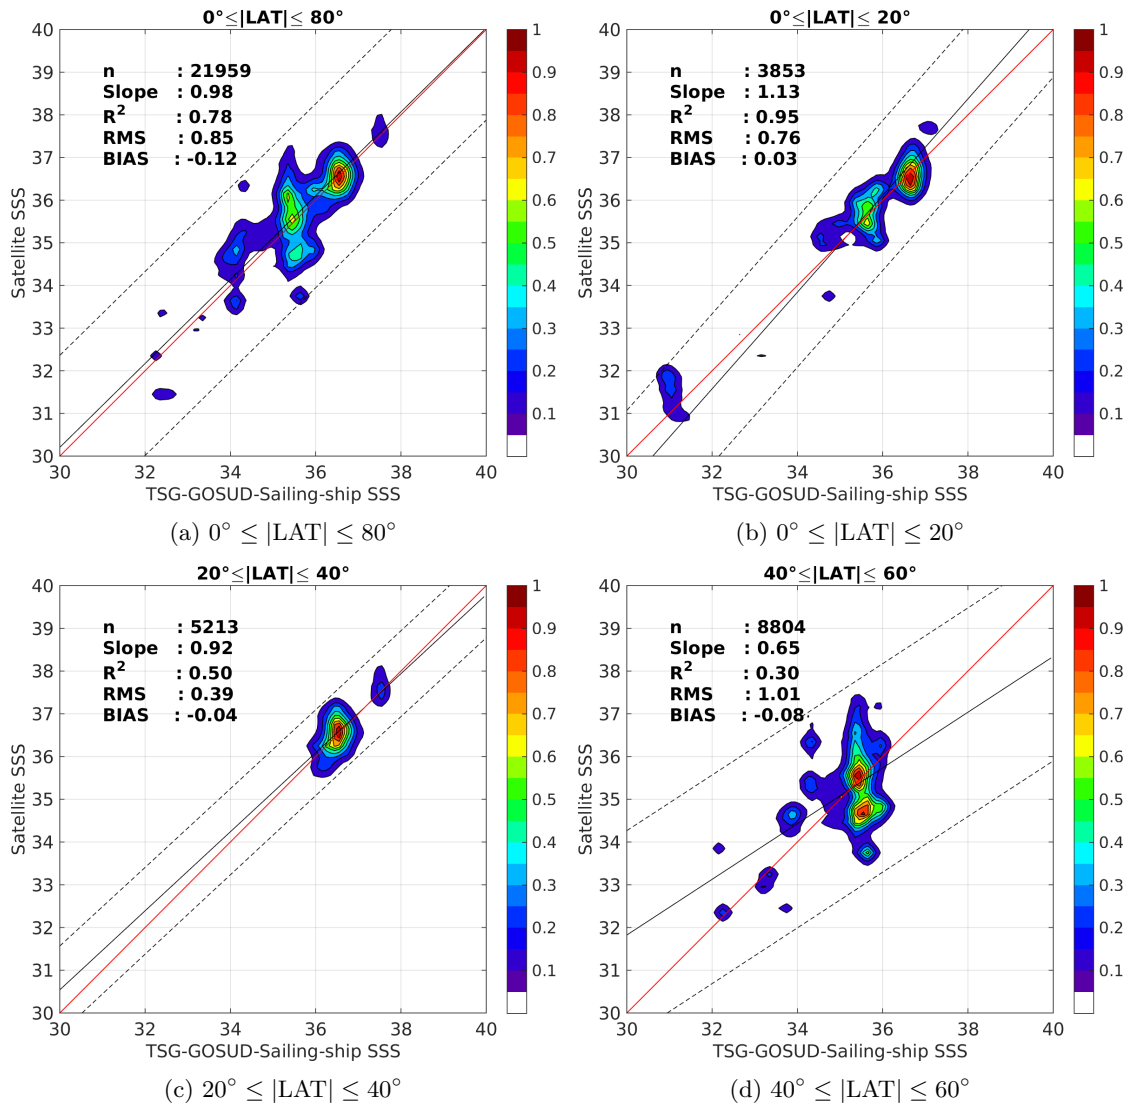 0°≤|LAT|≤ 80°
n : 21959
Slope : 0.98
R² : 0.78
RMS : 0.85
BIAS : -0.12
40
39
38
37
36
35
34
33
32
31
30
30 32 34 36 38 40
Satellite SSS
TSG-GOSUD-Sailing-ship SSS
1
0.9
0.8
0.7
0.6
0.5
0.4
0.3
0.2
0.1
(a) 0° ≤ |LAT| ≤ 80°
0°≤|LAT|≤ 20°
n : 3853
Slope : 1.13
R² : 0.95
RMS : 0.76
BIAS : 0.03
40
39
38
37
36
35
34
33
32
31
30
30 32 34 36 38 40
Satellite SSS
TSG-GOSUD-Sailing-ship SSS
1
0.9
0.8
0.7
0.6
0.5
0.4
0.3
0.2
0.1
(b) 0° ≤ |LAT| ≤ 20°
20°≤|LAT|≤ 40°
n : 5213
Slope : 0.92
R² : 0.50
RMS : 0.39
BIAS : -0.04
40
39
38
37
36
35
34
33
32
31
30
30 32 34 36 38 40
Satellite SSS
TSG-GOSUD-Sailing-ship SSS
1
0.9
0.8
0.7
0.6
0.5
0.4
0.3
0.2
0.1
(c) 20° ≤ |LAT| ≤ 40°
40°≤|LAT|≤ 60°
n : 8804
Slope : 0.65
R² : 0.30
RMS : 1.01
BIAS : -0.08
40
39
38
37
36
35
34
33
32
31
30
30 32 34 36 38 40
Satellite SSS
TSG-GOSUD-Sailing-ship SSS
1
0.9
0.8
0.7
0.6
0.5
0.4
0.3
0.2
0.1
(d) 40° ≤ |LAT| ≤ 60°